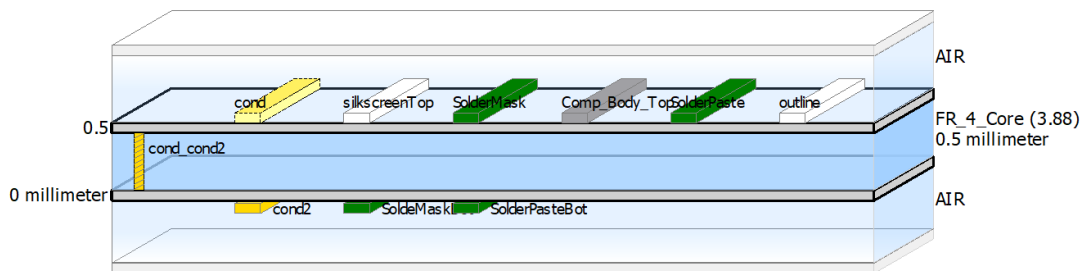 AIR
cond
silkscreenTop
SolderMask
Comp_Body_Top
SolderPaste
outline
FR_4_Core (3.88)
0.5
0.5 millimeter
cond_cond2
0 millimeter
AIR
cond2
SolderPasteBot